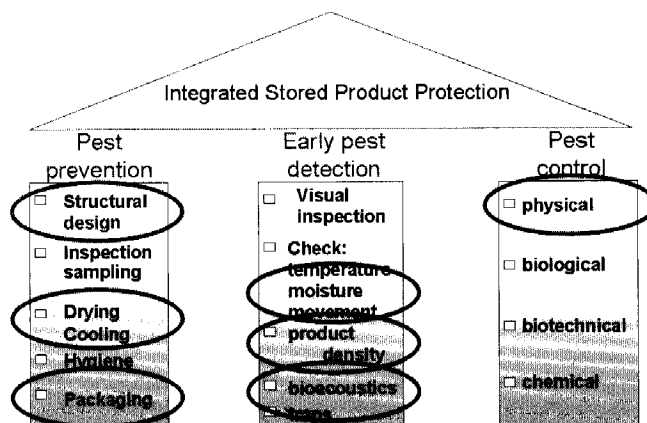 Integrated Stored Product Protection
Pest
prevention
Structural
design
Inspection
sampling
Drying
Cooling
Hygiene
Packaging
Early pest
detection
Visual
inspection
Check:
temperature
moisture
movement
product
density
bioacoustics
traps
Pest
control
physical
biological
biotechnical
chemical